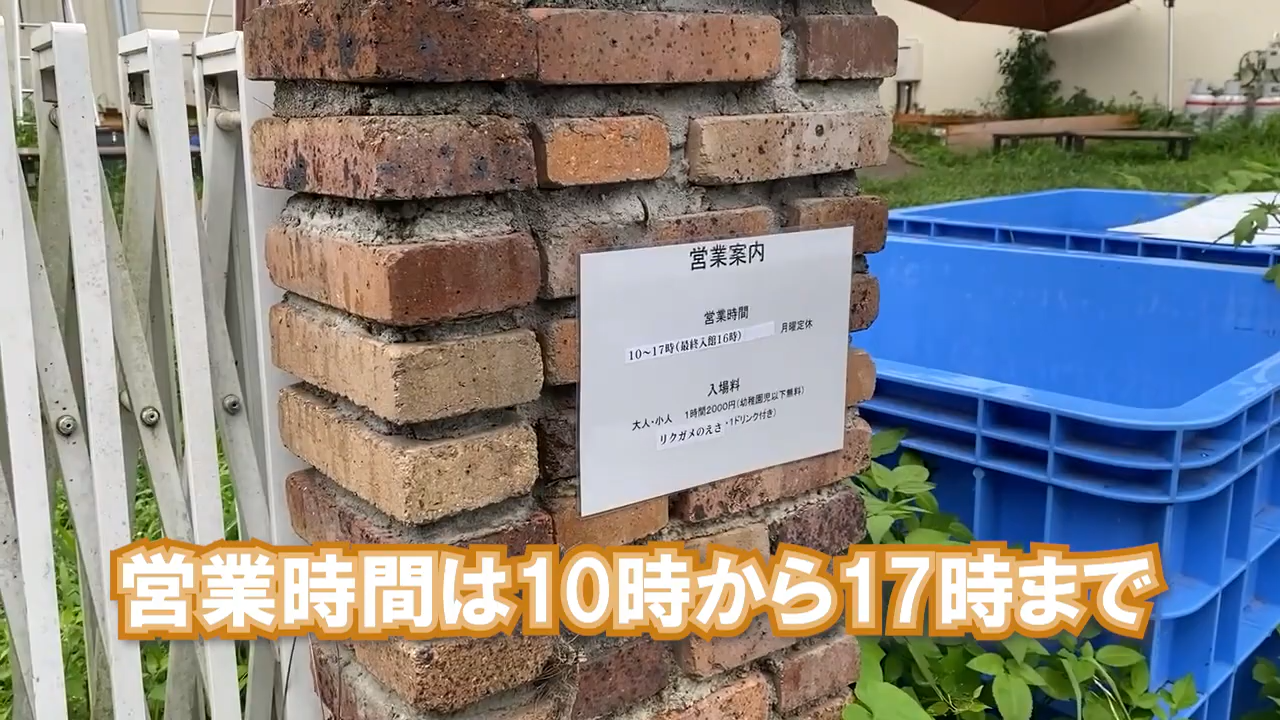 営業案内
営業時間
10～17時(最終入館16時) 月曜定休
入場料
大人・小人 1時間2000円(幼稚園児以下無料)
リクガメのえさ・1ドリンク付き)
営業時間は10時から17時まで